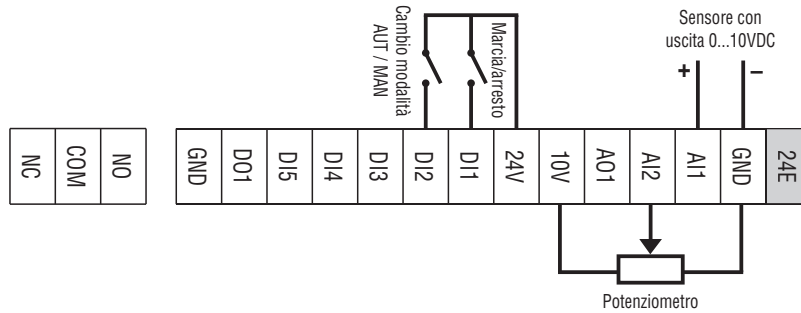 Cambio modalità
AUT / MAN
Marcia/arresto
Sensore con
uscita 0...10VDC
+
–
NC
COM
NO
GND
DO1
DI5
DI4
DI3
DI2
DI1
24V
10V
AO1
AI2
AI1
GND
24E
Potenziometro